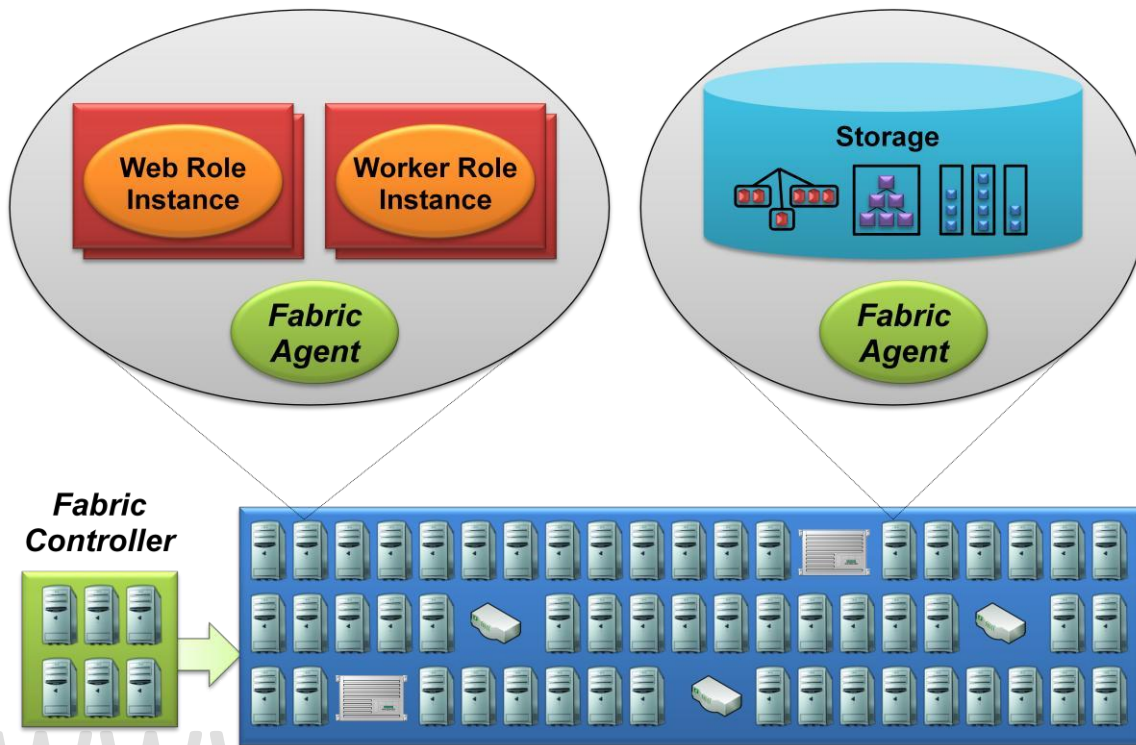 Web Role
Instance
Worker Role
Instance
Storage
Fabric
Agent
Fabric
Agent
Fabric
Controller